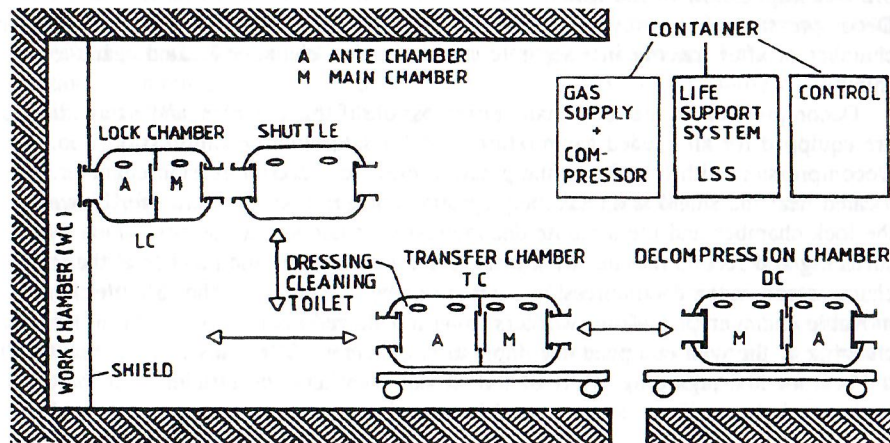 A ANTE CHAMBER
M MAIN CHAMBER
CONTAINER
GAS
SUPPLY
+
COM-
PRESSOR
LIFE
SUPPORT
SYSTEM
LSS
CONTROL
LOCK CHAMBER
SHUTTLE
A
M
LC
WORK CHAMBER (WC)
SHIELD
DRESSING
CLEANING
TOILET
TRANSFER CHAMBER
TC
A
M
DECOMPRESSION CHAMBER
DC
M
A